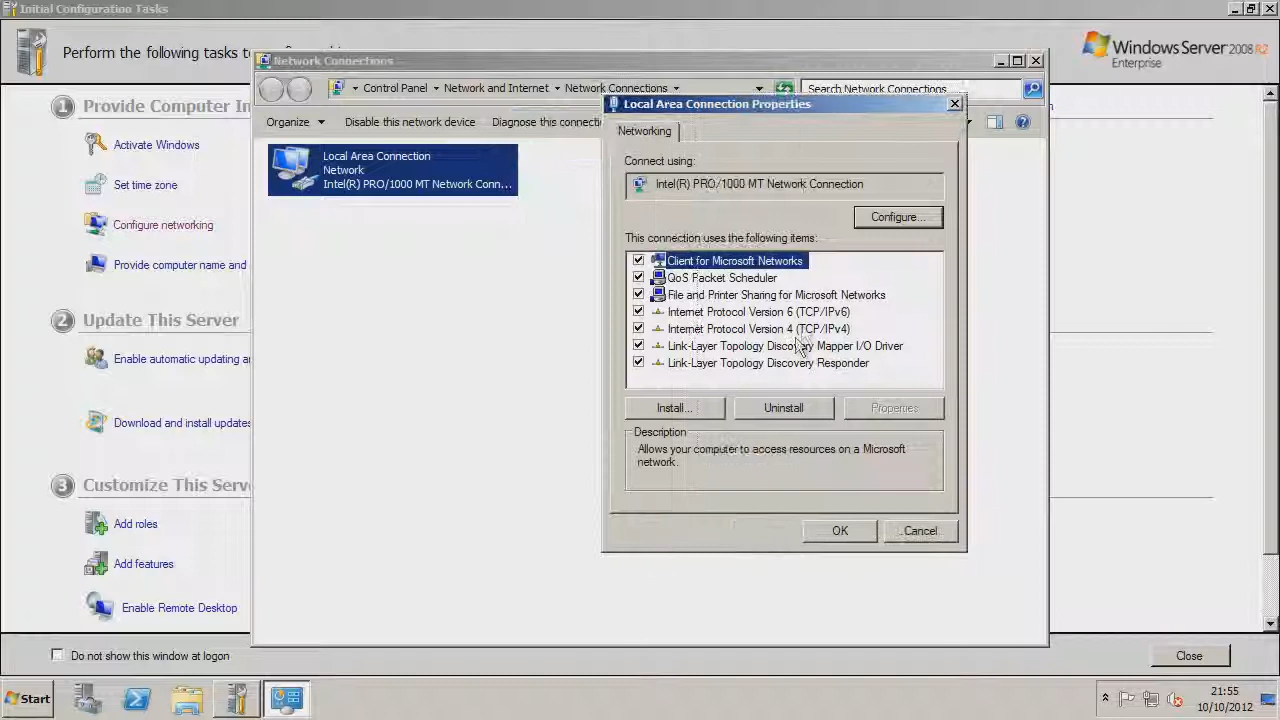 Initial Configuration Tasks
Perform the following tasks to
Windows Server 2008 R2
Enterprise
1 Provide Computer In
Activate Windows
Set time zone
Configure networking
Provide computer name and
2 Update This Server
Enable automatic updating a
Download and install updates
3 Customize This Serve
Add roles
Add features
Enable Remote Desktop
Do not show this window at logon
Close
Network Connections
Control Panel
Network and Internet
Network Connections
Search Network Connections
Organize
Disable this network device
Diagnose this connecti
Local Area Connection
Network
Intel(R) PRO/1000 MT Network Conn...
Local Area Connection Properties
Networking
Connect using:
Intel(R) PRO/1000 MT Network Connection
Configure...
This connection uses the following items:
Client for Microsoft Networks
QoS Packet Scheduler
File and Printer Sharing for Microsoft Networks
Internet Protocol Version 6 (TCP/IPv6)
Internet Protocol Version 4 (TCP/IPv4)
Link-Layer Topology Discovery Mapper I/O Driver
Link-Layer Topology Discovery Responder
Install...
Uninstall
Properties
Description
Allows your computer to access resources on a Microsoft
network.
OK
Cancel
Start
21:55
10/10/2012